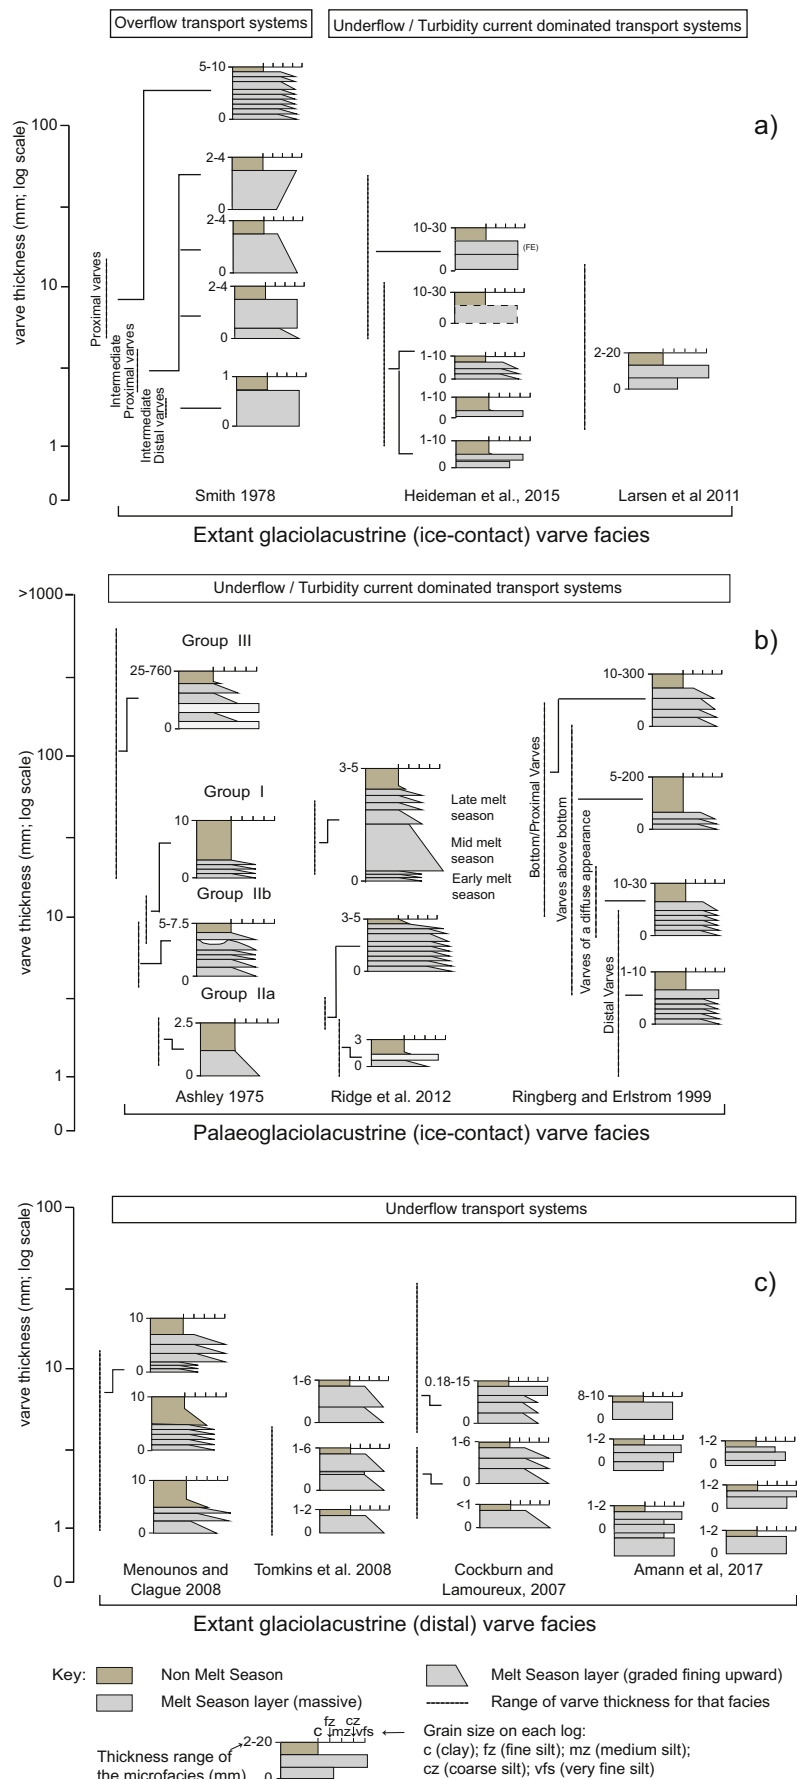 Overflow transport systems
Underflow / Turbidity current dominated transport systems
a)
varve thickness (mm; log scale)
100
10
1
0
Proximal varves
Intermediate
Proximal varves
Intermediate
Distal varves
5-10
0
2-4
0
2-4
0
2-4
0
1
0
Smith 1978
10-30
(FE)
0
10-30
0
1-10
0
1-10
0
1-10
0
Heideman et al., 2015
2-20
0
Larsen et al 2011
Extant glaciolacustrine (ice-contact) varve facies
Underflow / Turbidity current dominated transport systems
b)
varve thickness (mm; log scale)
>1000
100
10
1
0
Group III
25-760
0
Group I
10
0
Group IIb
5-7.5
0
Group IIa
2.5
0
Ashley 1975
3-5
Late melt
season
Mid melt
season
Early melt
season
0
3-5
0
3
0
Ridge et al. 2012
Bottom/Proximal Varves
Varves above bottom
Varves of a diffuse appearance
Distal Varves
10-300
0
5-200
0
10-30
0
1-10
0
Ringberg and Erlstrom 1999
Palaeoglaciolacustrine (ice-contact) varve facies
Underflow transport systems
c)
varve thickness (mm; log scale)
100
10
1
0
10
0
10
0
10
0
Menounos and
Clague 2008
1-6
0
1-6
0
1-2
0
Tomkins et al. 2008
0.18-15
0
1-6
0
<1
0
Cockburn and
Lamoureux, 2007
8-10
0
1-2
0
1-2
0
1-2
0
1-2
0
1-2
0
Amann et al, 2017
Extant glaciolacustrine (distal) varve facies
Key:
Non Melt Season
Melt Season layer (massive)
Melt Season layer (graded fining upward)
Range of varve thickness for that facies
Thickness range of
the microfacies (mm)
2-20
0
fz cz
c mz vfs
Grain size on each log:
c (clay); fz (fine silt); mz (medium silt);
cz (coarse silt); vfs (very fine silt)